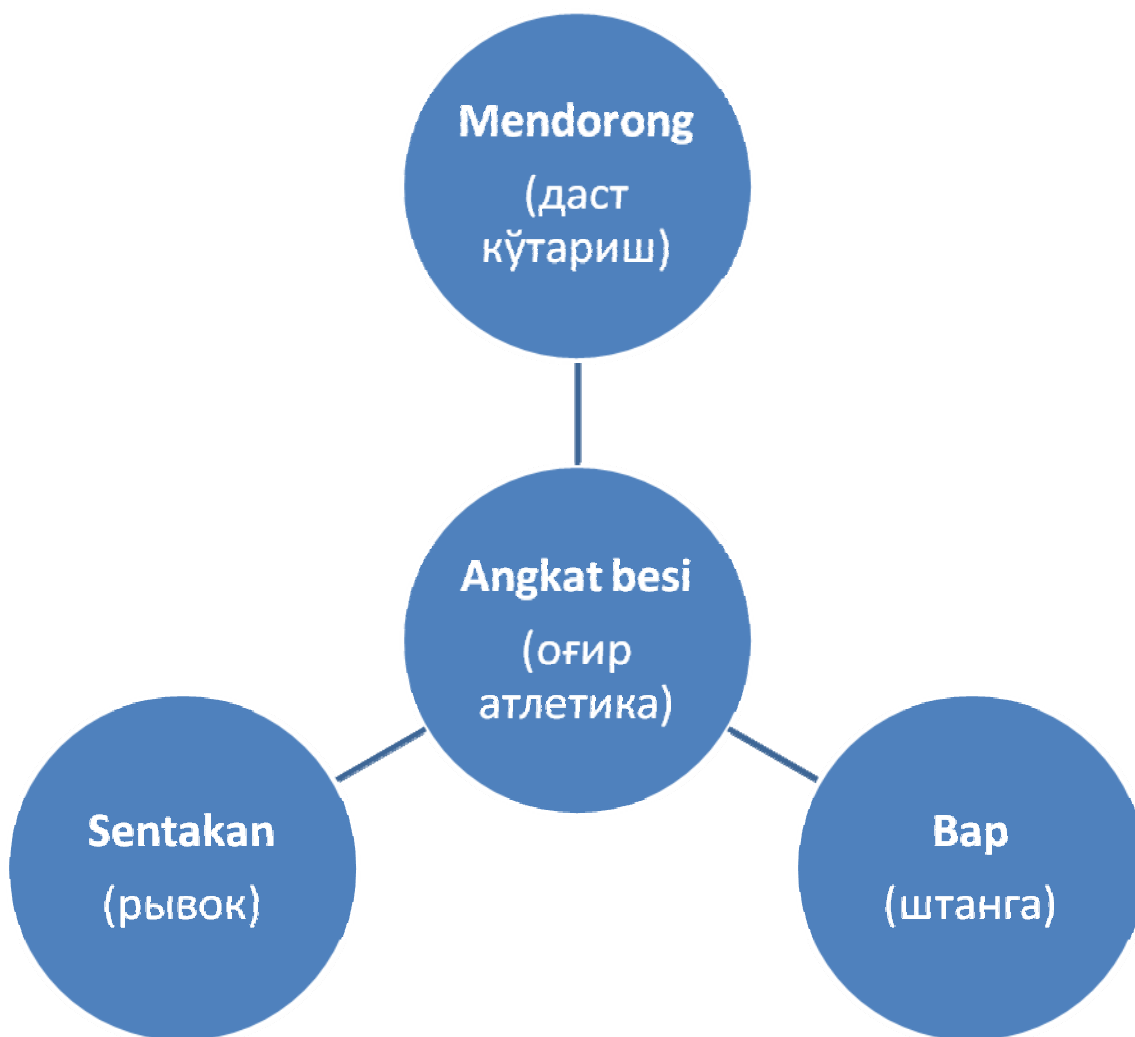 Mendorong
(даст
кўтариш)
Angkat besi
(оғир
атлетика)
Sentakan
(рывок)
Bap
(штанга)